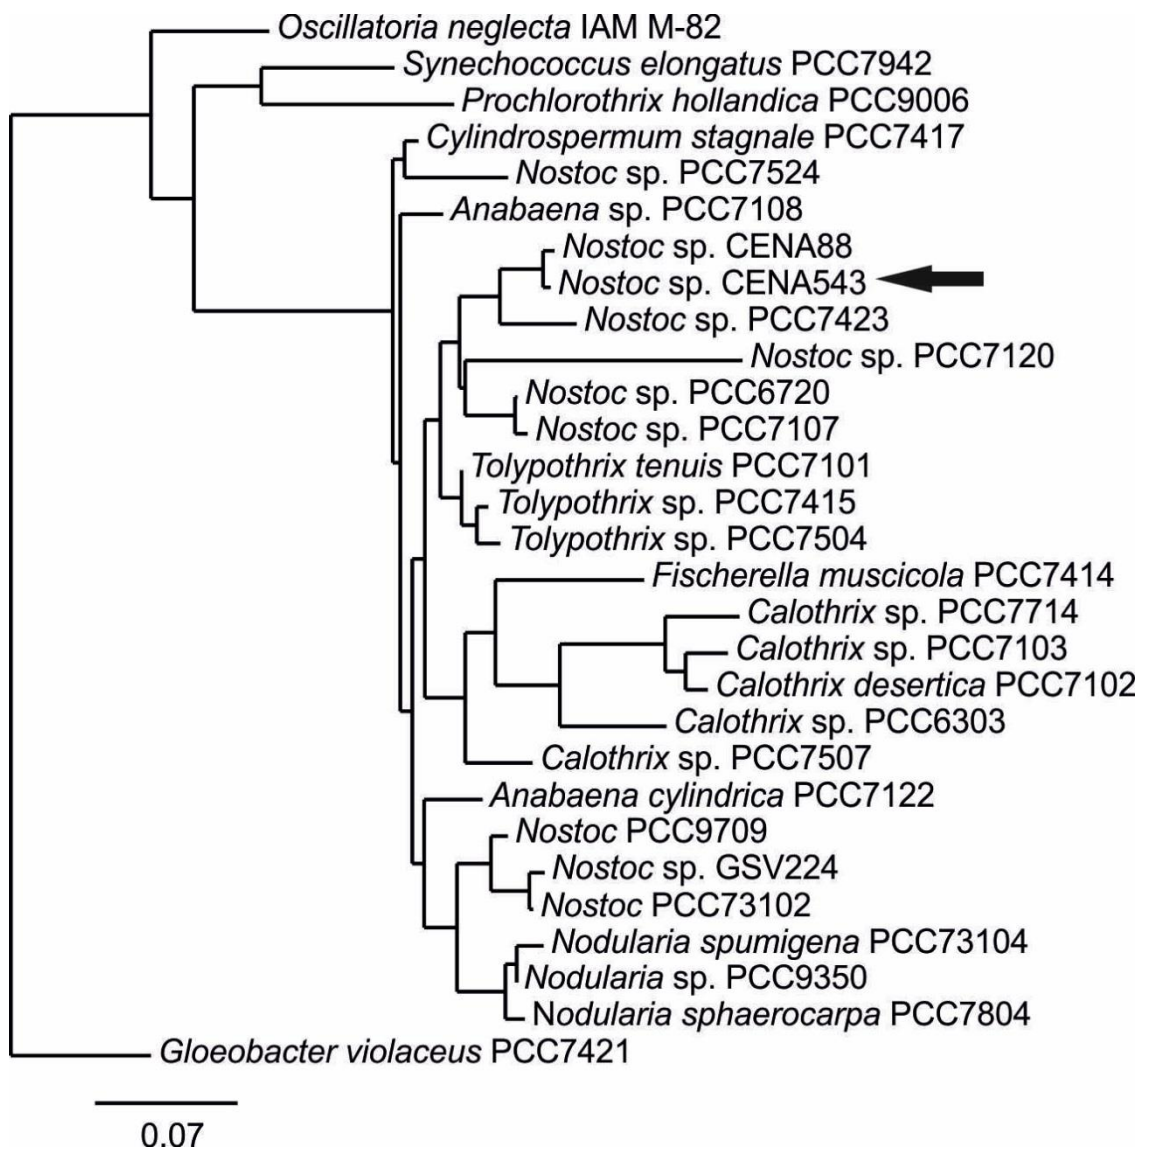 Oscillatoria neglecta IAM M-82
Synechococcus elongatus PCC7942
Prochlorothrix hollandica PCC9006
Cylindrospermum stagnale PCC7417
Nostoc sp. PCC7524
Anabaena sp. PCC7108
Nostoc sp. CENA88
Nostoc sp. CENA543
Nostoc sp. PCC7423
Nostoc sp. PCC7120
Nostoc sp. PCC6720
Nostoc sp. PCC7107
Tolypothrix tenuis PCC7101
Tolypothrix sp. PCC7415
Tolypothrix sp. PCC7504
Fischerella muscicola PCC7414
Calothrix sp. PCC7714
Calothrix sp. PCC7103
Calothrix desertica PCC7102
Calothrix sp. PCC6303
Calothrix sp. PCC7507
Anabaena cylindrica PCC7122
Nostoc PCC9709
Nostoc sp. GSV224
Nostoc PCC73102
Nodularia spumigena PCC73104
Nodularia sp. PCC9350
Nodularia sphaerocarpa PCC7804
Gloeobacter violaceus PCC7421
0.07